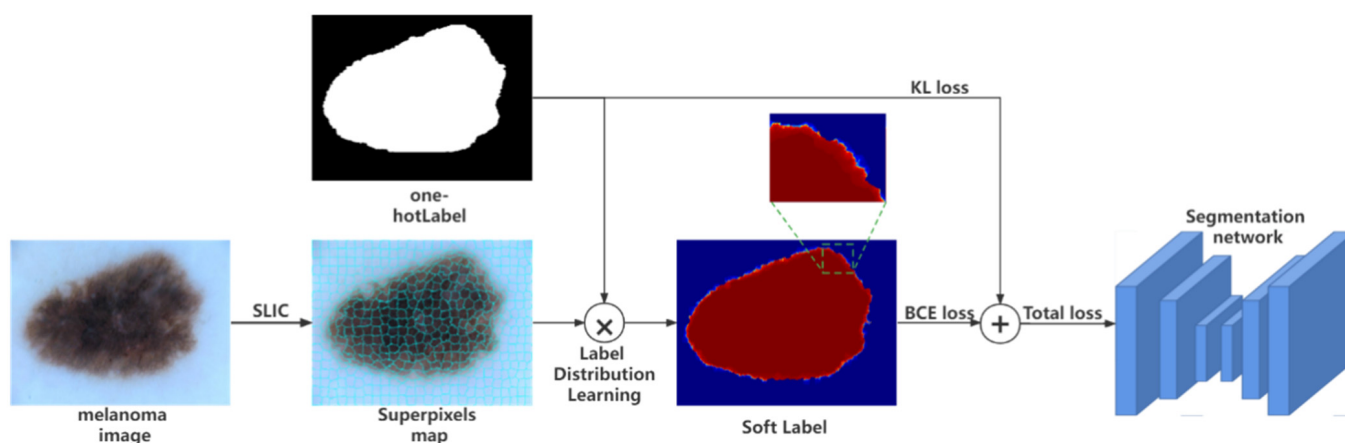 one-
hotLabel
KL loss
Segmentation
network
SLIC
BCE loss
Total loss
Label
Distribution
Learning
melanoma
image
Superpixels
map
Soft Label